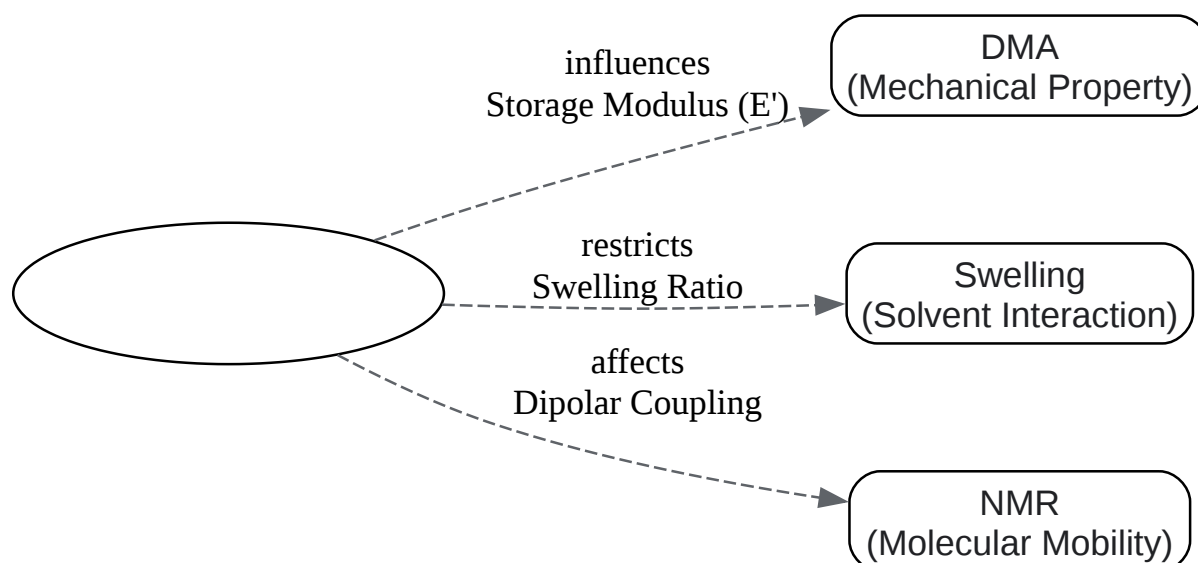 influences
Storage Modulus (E')
DMA
(Mechanical Property)
restricts
Swelling Ratio
Swelling
(Solvent Interaction)
affects
Dipolar Coupling
NMR
(Molecular Mobility)